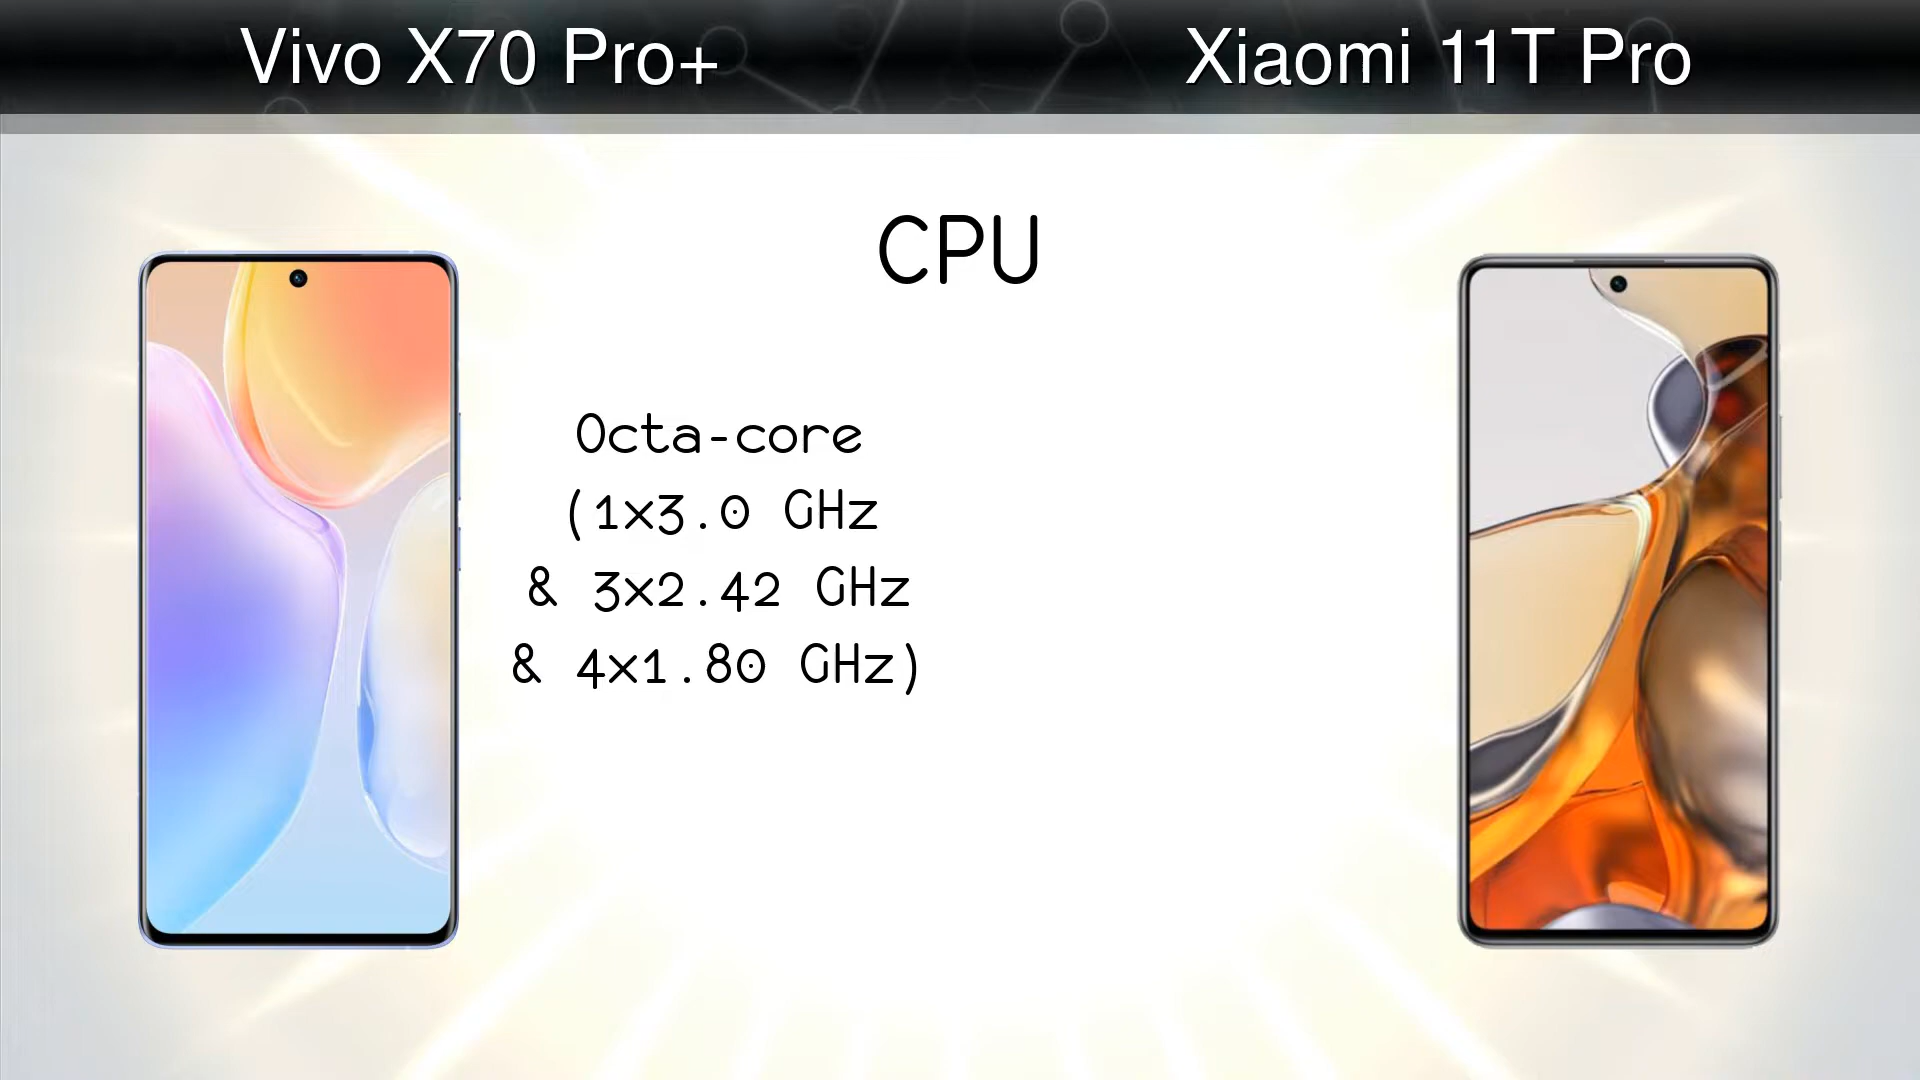 Vivo X70 Pro+
Xiaomi 11T Pro
CPU
Octa-core
(1x3.0 GHz
& 3x2.42 GHz
& 4x1.80 GHz)